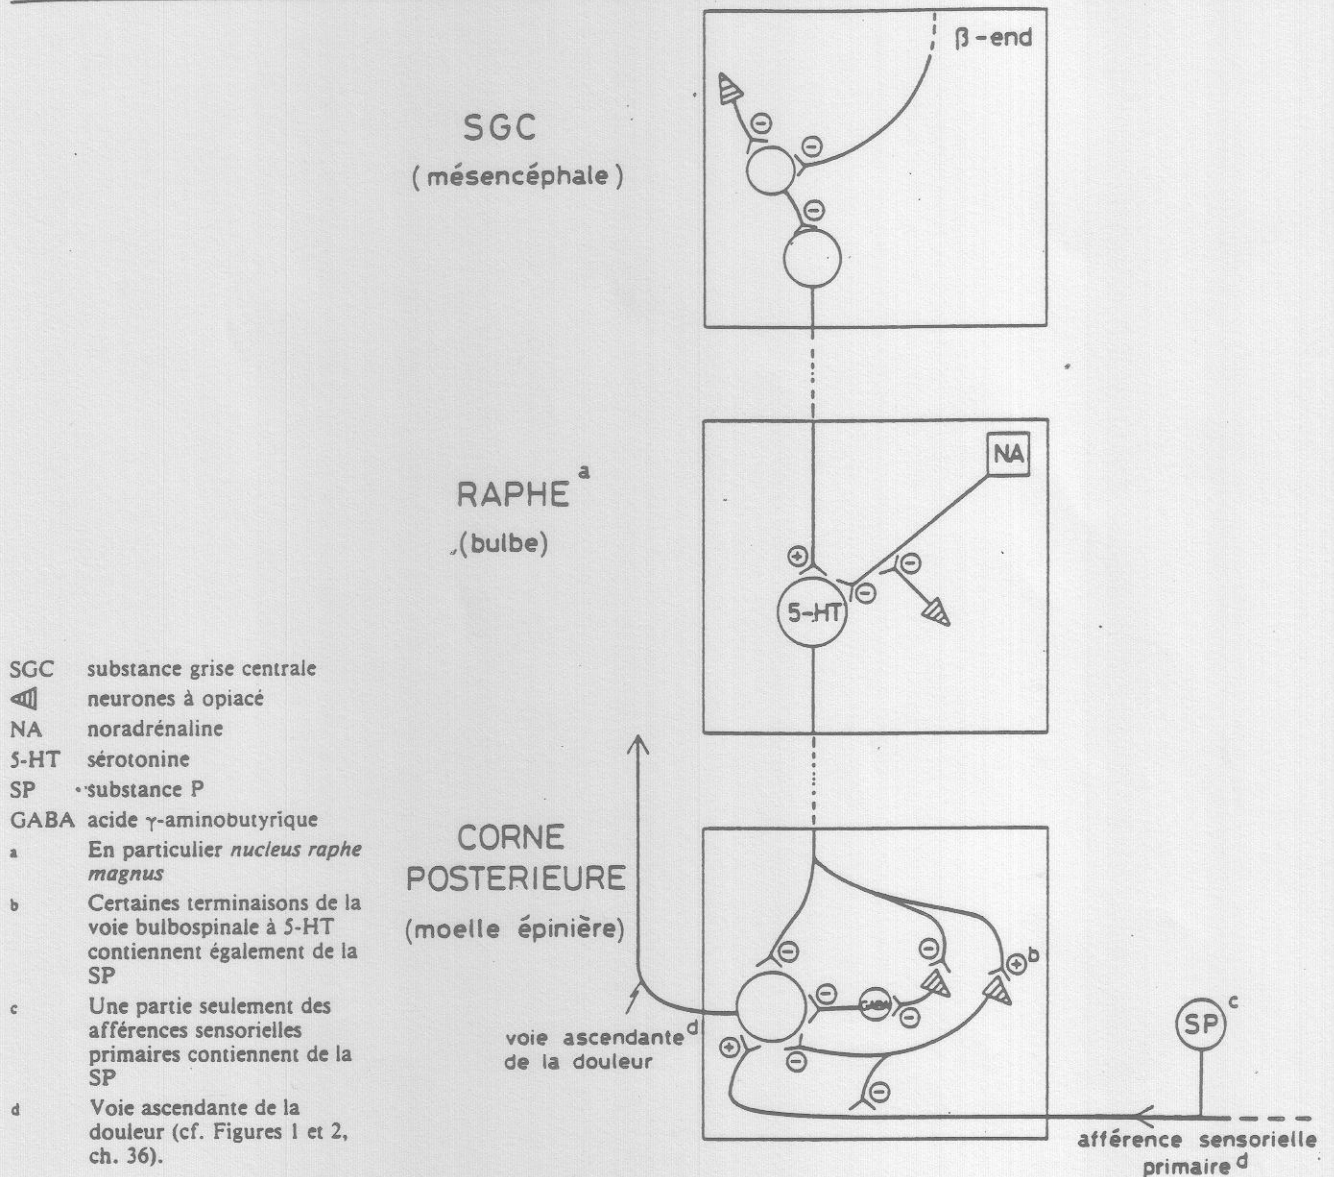 β-end
SGC
(mésencéphale)
⊖
⊖
⊖
NA
RAPHE a
(bulbe)
⊕
⊖
⊖
5-HT
SGC substance grise centrale
neurones à opiacé
NA noradrénaline
5-HT sérotonine
SP substance P
GABA acide γ-aminobutyrique
a En particulier nucleus raphe
magnus
b Certaines terminaisons de la
voie bulbospinale à 5-HT
contiennent également de la
SP
c Une partie seulement des
afférences sensorielles
primaires contiennent de la
SP
d Voie ascendante de la
douleur (cf. Figures 1 et 2,
ch. 36).
CORNE
POSTERIEURE
(moelle épinière)
⊖
⊖
⊕ b
⊖
GABA
⊖
⊕
⊖
⊖
voie ascendante d
de la douleur
SP c
afférence sensorielle
primaire d